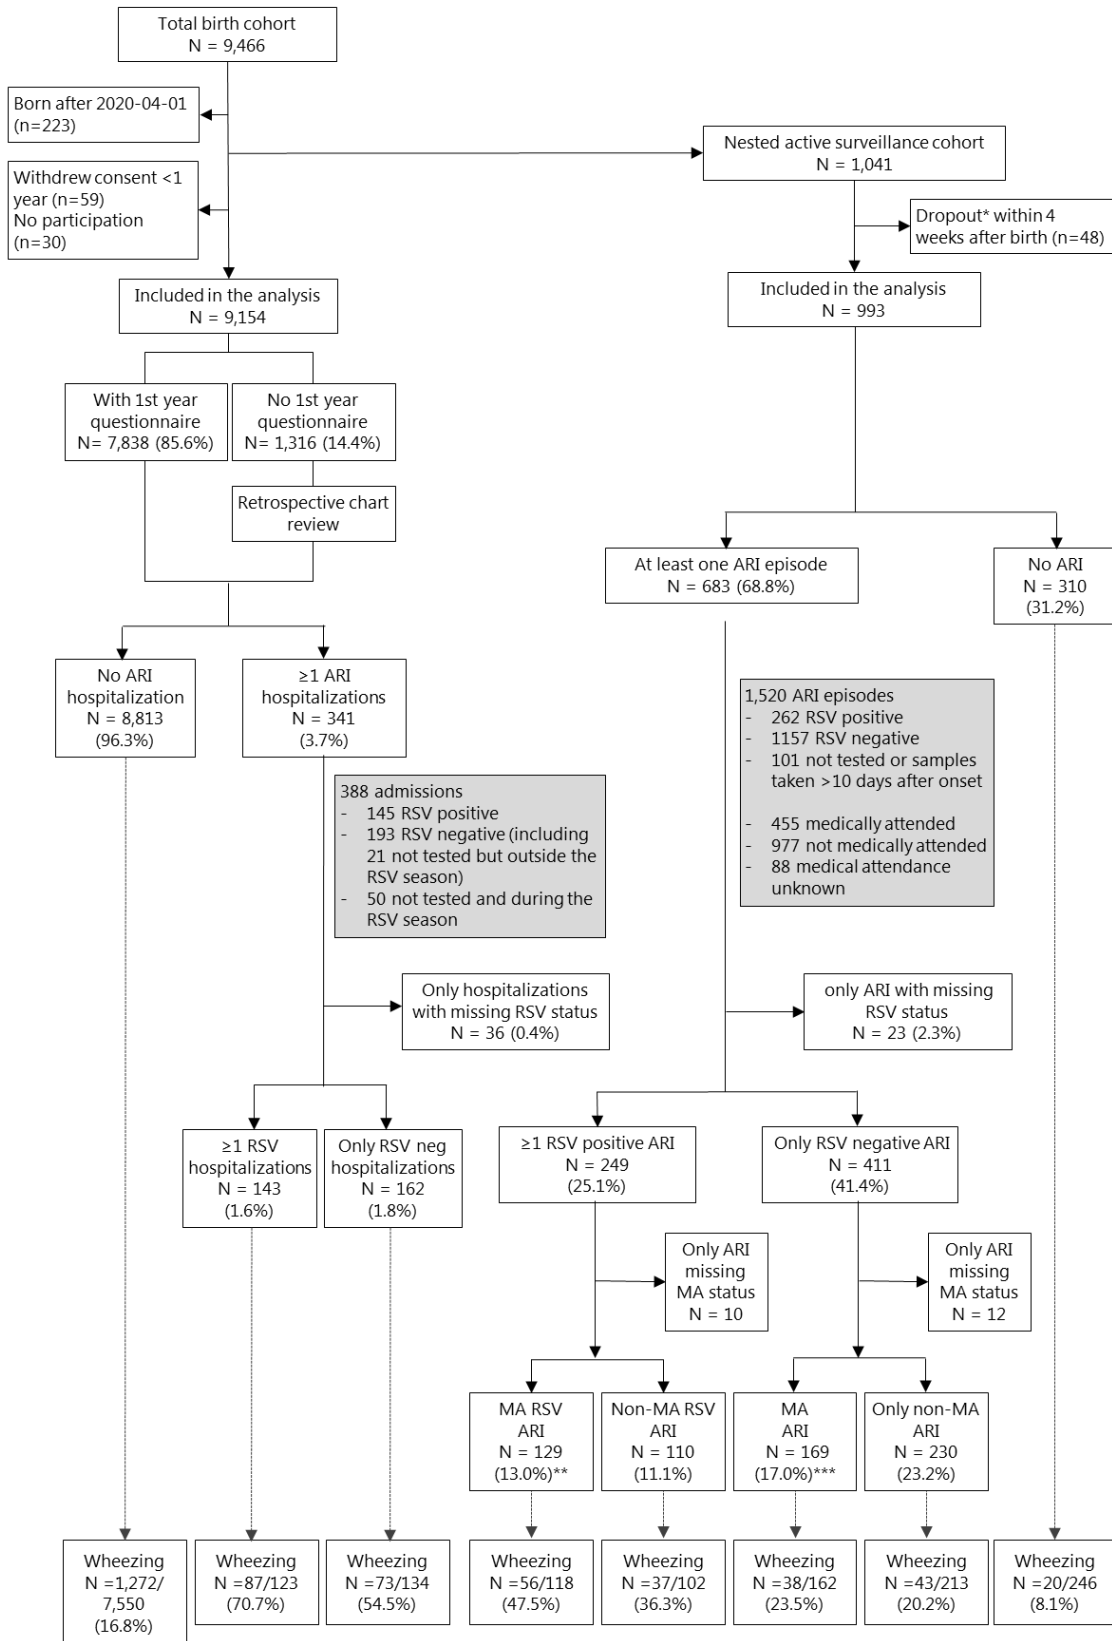 Total birth cohort
N = 9,466
Born after 2020-04-01
(n=223)
Nested active surveillance cohort
N = 1,041
Withdrew consent <1
year (n=59)
No participation
(n=30)
Dropout* within 4
weeks after birth (n=48)
Included in the analysis
N = 9,154
Included in the analysis
N = 993
With 1st year
questionnaire
N= 7,838 (85.6%)
No 1st year
questionnaire
N= 1,316 (14.4%)
Retrospective chart
review
At least one ARI episode
N = 683 (68.8%)
No ARI
N = 310
(31.2%)
No ARI
hospitalization
N = 8,813
(96.3%)
≥1 ARI
hospitalizations
N = 341
(3.7%)
1,520 ARI episodes
- 262 RSV positive
- 1157 RSV negative
- 101 not tested or samples
taken >10 days after onset
- 455 medically attended
- 977 not medically attended
- 88 medical attendance
unknown
388 admissions
- 145 RSV positive
- 193 RSV negative (including
21 not tested but outside the
RSV season)
- 50 not tested and during the
RSV season
Only hospitalizations
with missing RSV status
N = 36 (0.4%)
only ARI with missing
RSV status
N = 23 (2.3%)
≥1 RSV
hospitalizations
N = 143
(1.6%)
Only RSV neg
hospitalizations
N = 162
(1.8%)
≥1 RSV positive ARI
N = 249
(25.1%)
Only RSV negative ARI
N = 411
(41.4%)
Only ARI
missing
MA status
N = 10
Only ARI
missing
MA status
N = 12
MA RSV
ARI
N = 129
(13.0%)**
Non-MA RSV
ARI
N = 110
(11.1%)
MA
ARI
N = 169
(17.0%)***
Only non-MA
ARI
N = 230
(23.2%)
Wheezing
N =1,272/
7,550
(16.8%)
Wheezing
N =87/123
(70.7%)
Wheezing
N =73/134
(54.5%)
Wheezing
N =56/118
(47.5%)
Wheezing
N =37/102
(36.3%)
Wheezing
N =38/162
(23.5%)
Wheezing
N =43/213
(20.2%)
Wheezing
N =20/246
(8.1%)